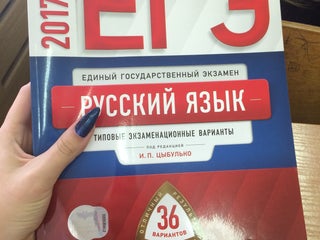 2017
ЕГЭ
ЕДИНЫЙ ГОСУДАРСТВЕННЫЙ ЭКЗАМЕН
РУССКИЙ ЯЗЫК
ТИПОВЫЕ ЭКЗАМЕНАЦИОННЫЕ ВАРИАНТЫ
ПОД РЕДАКЦИЕЙ
И. П. ЦЫБУЛЬКО
36
ВАРИАНТОВ